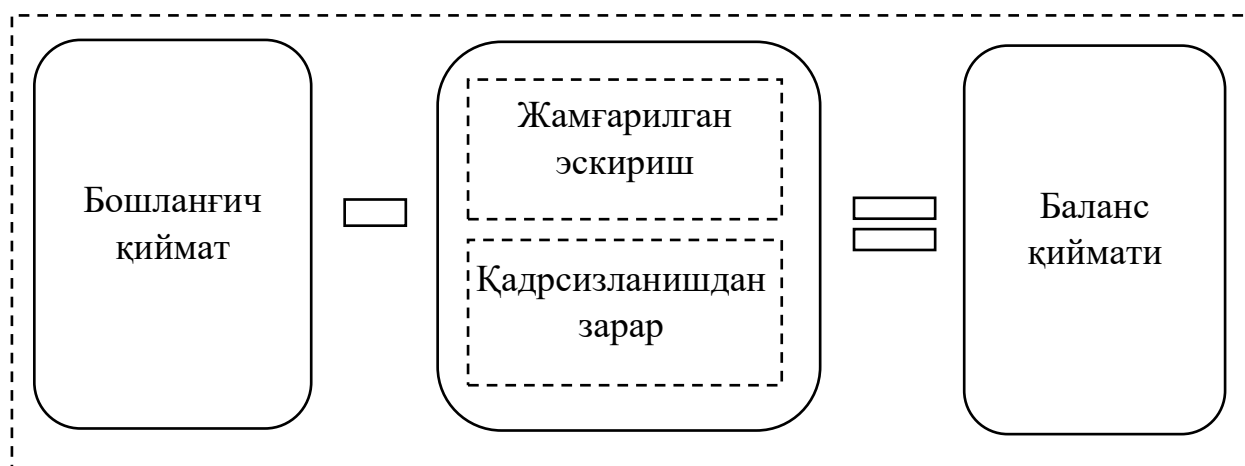 Бошланғич
қиймат
Жамғарилган
эскириш
Қадрсизланишдан
зарар
Баланс
қиймати